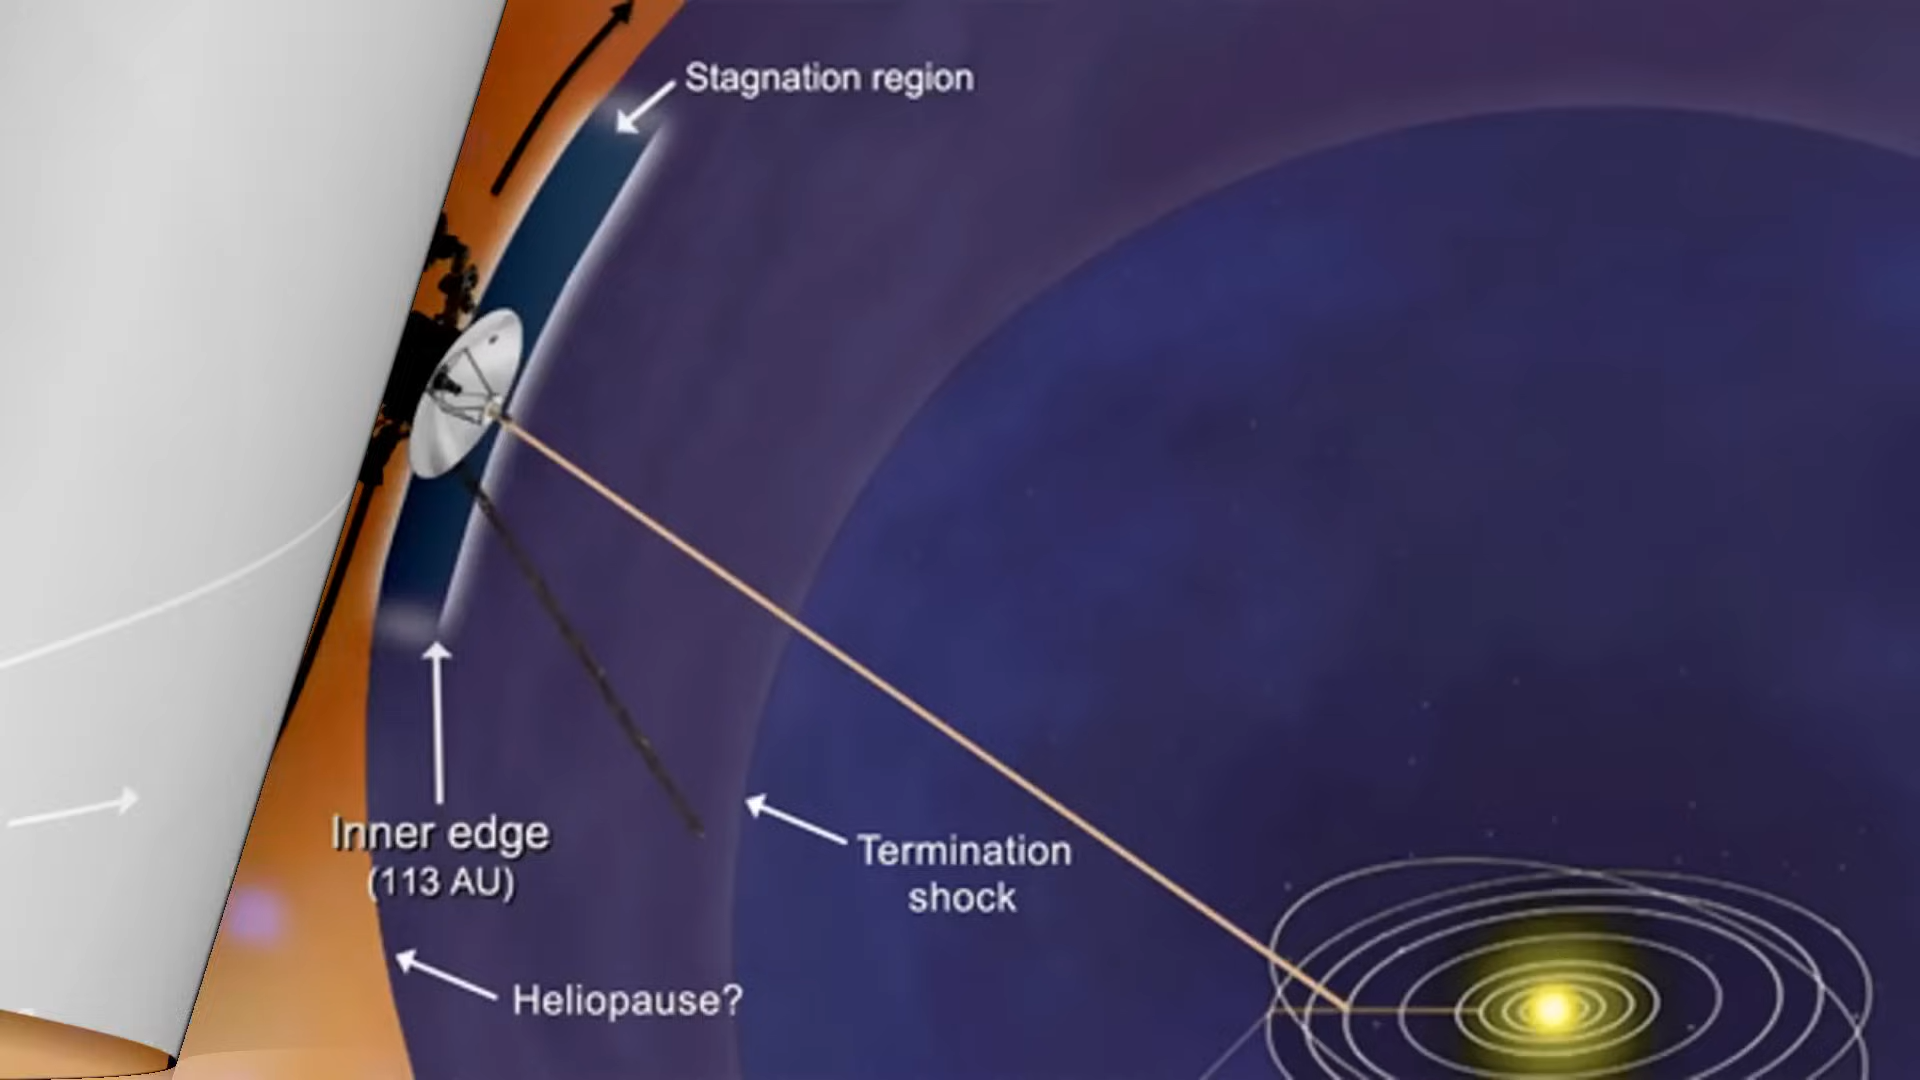 Stagnation region
Inner edge
(113 AU)
Termination
shock
Heliopause?